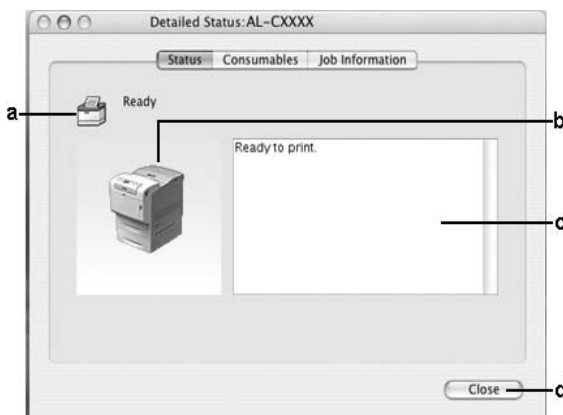 Detailed Status:AL-CXXXX
Status Consumables Job Information
a
Ready
b
Ready to print.
c
Close
d